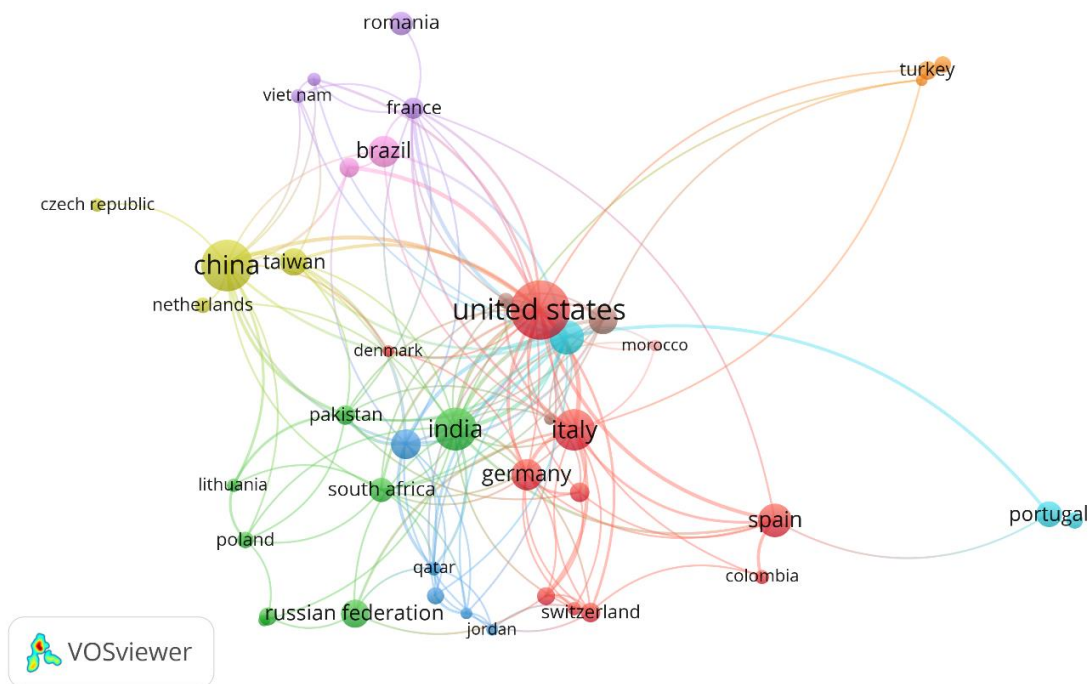 romania
turkey
viet nam
france
brazil
czech republic
china
taiwan
netherlands
united states
denmark
morocco
pakistan
india
italy
germany
lithuania
south africa
spain
portugal
poland
qatar
colombia
russian federation
switzerland
jordan
VOSviewer